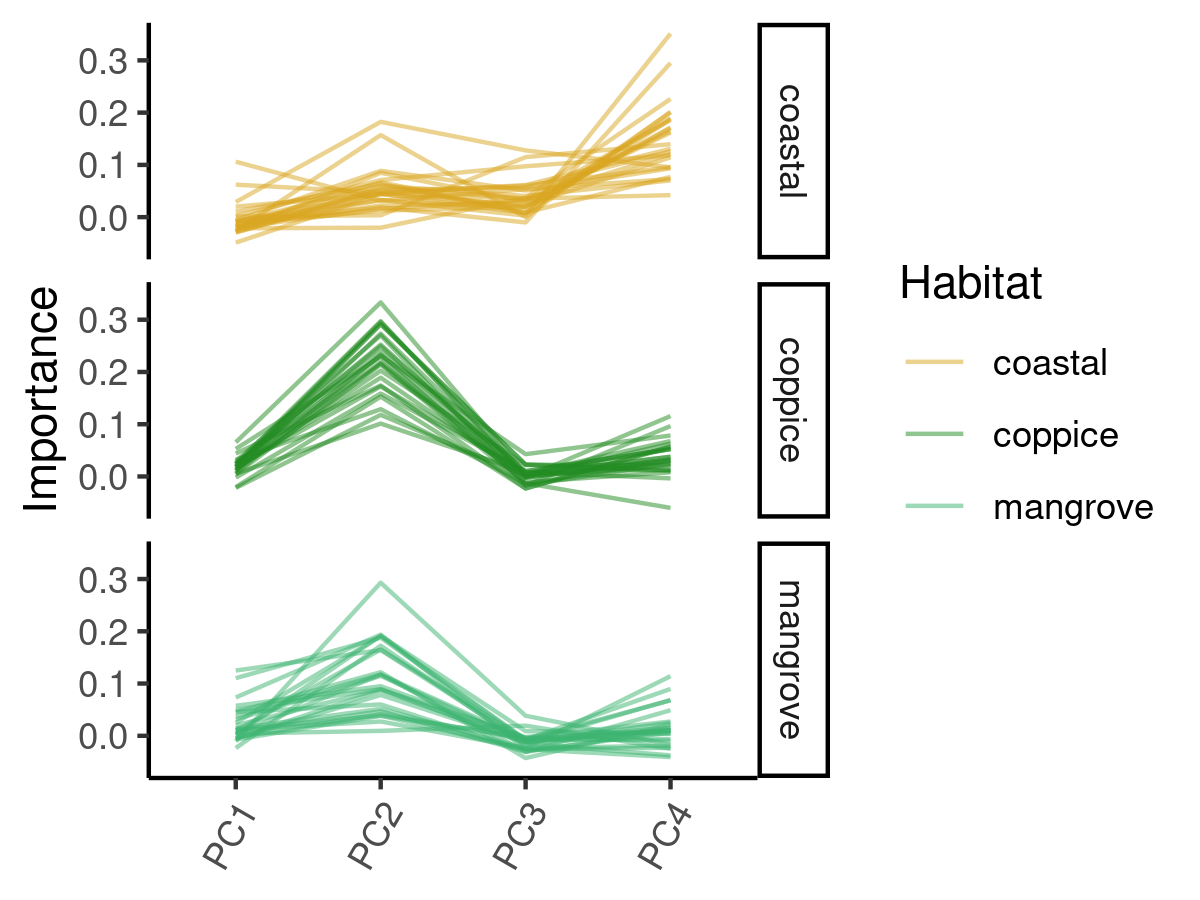 Importance
0.3
0.2
0.1
0.0
coastal
0.3
0.2
0.1
0.0
coppice
0.3
0.2
0.1
0.0
mangrove
PC1
PC2
PC3
PC4
Habitat
coastal
coppice
mangrove